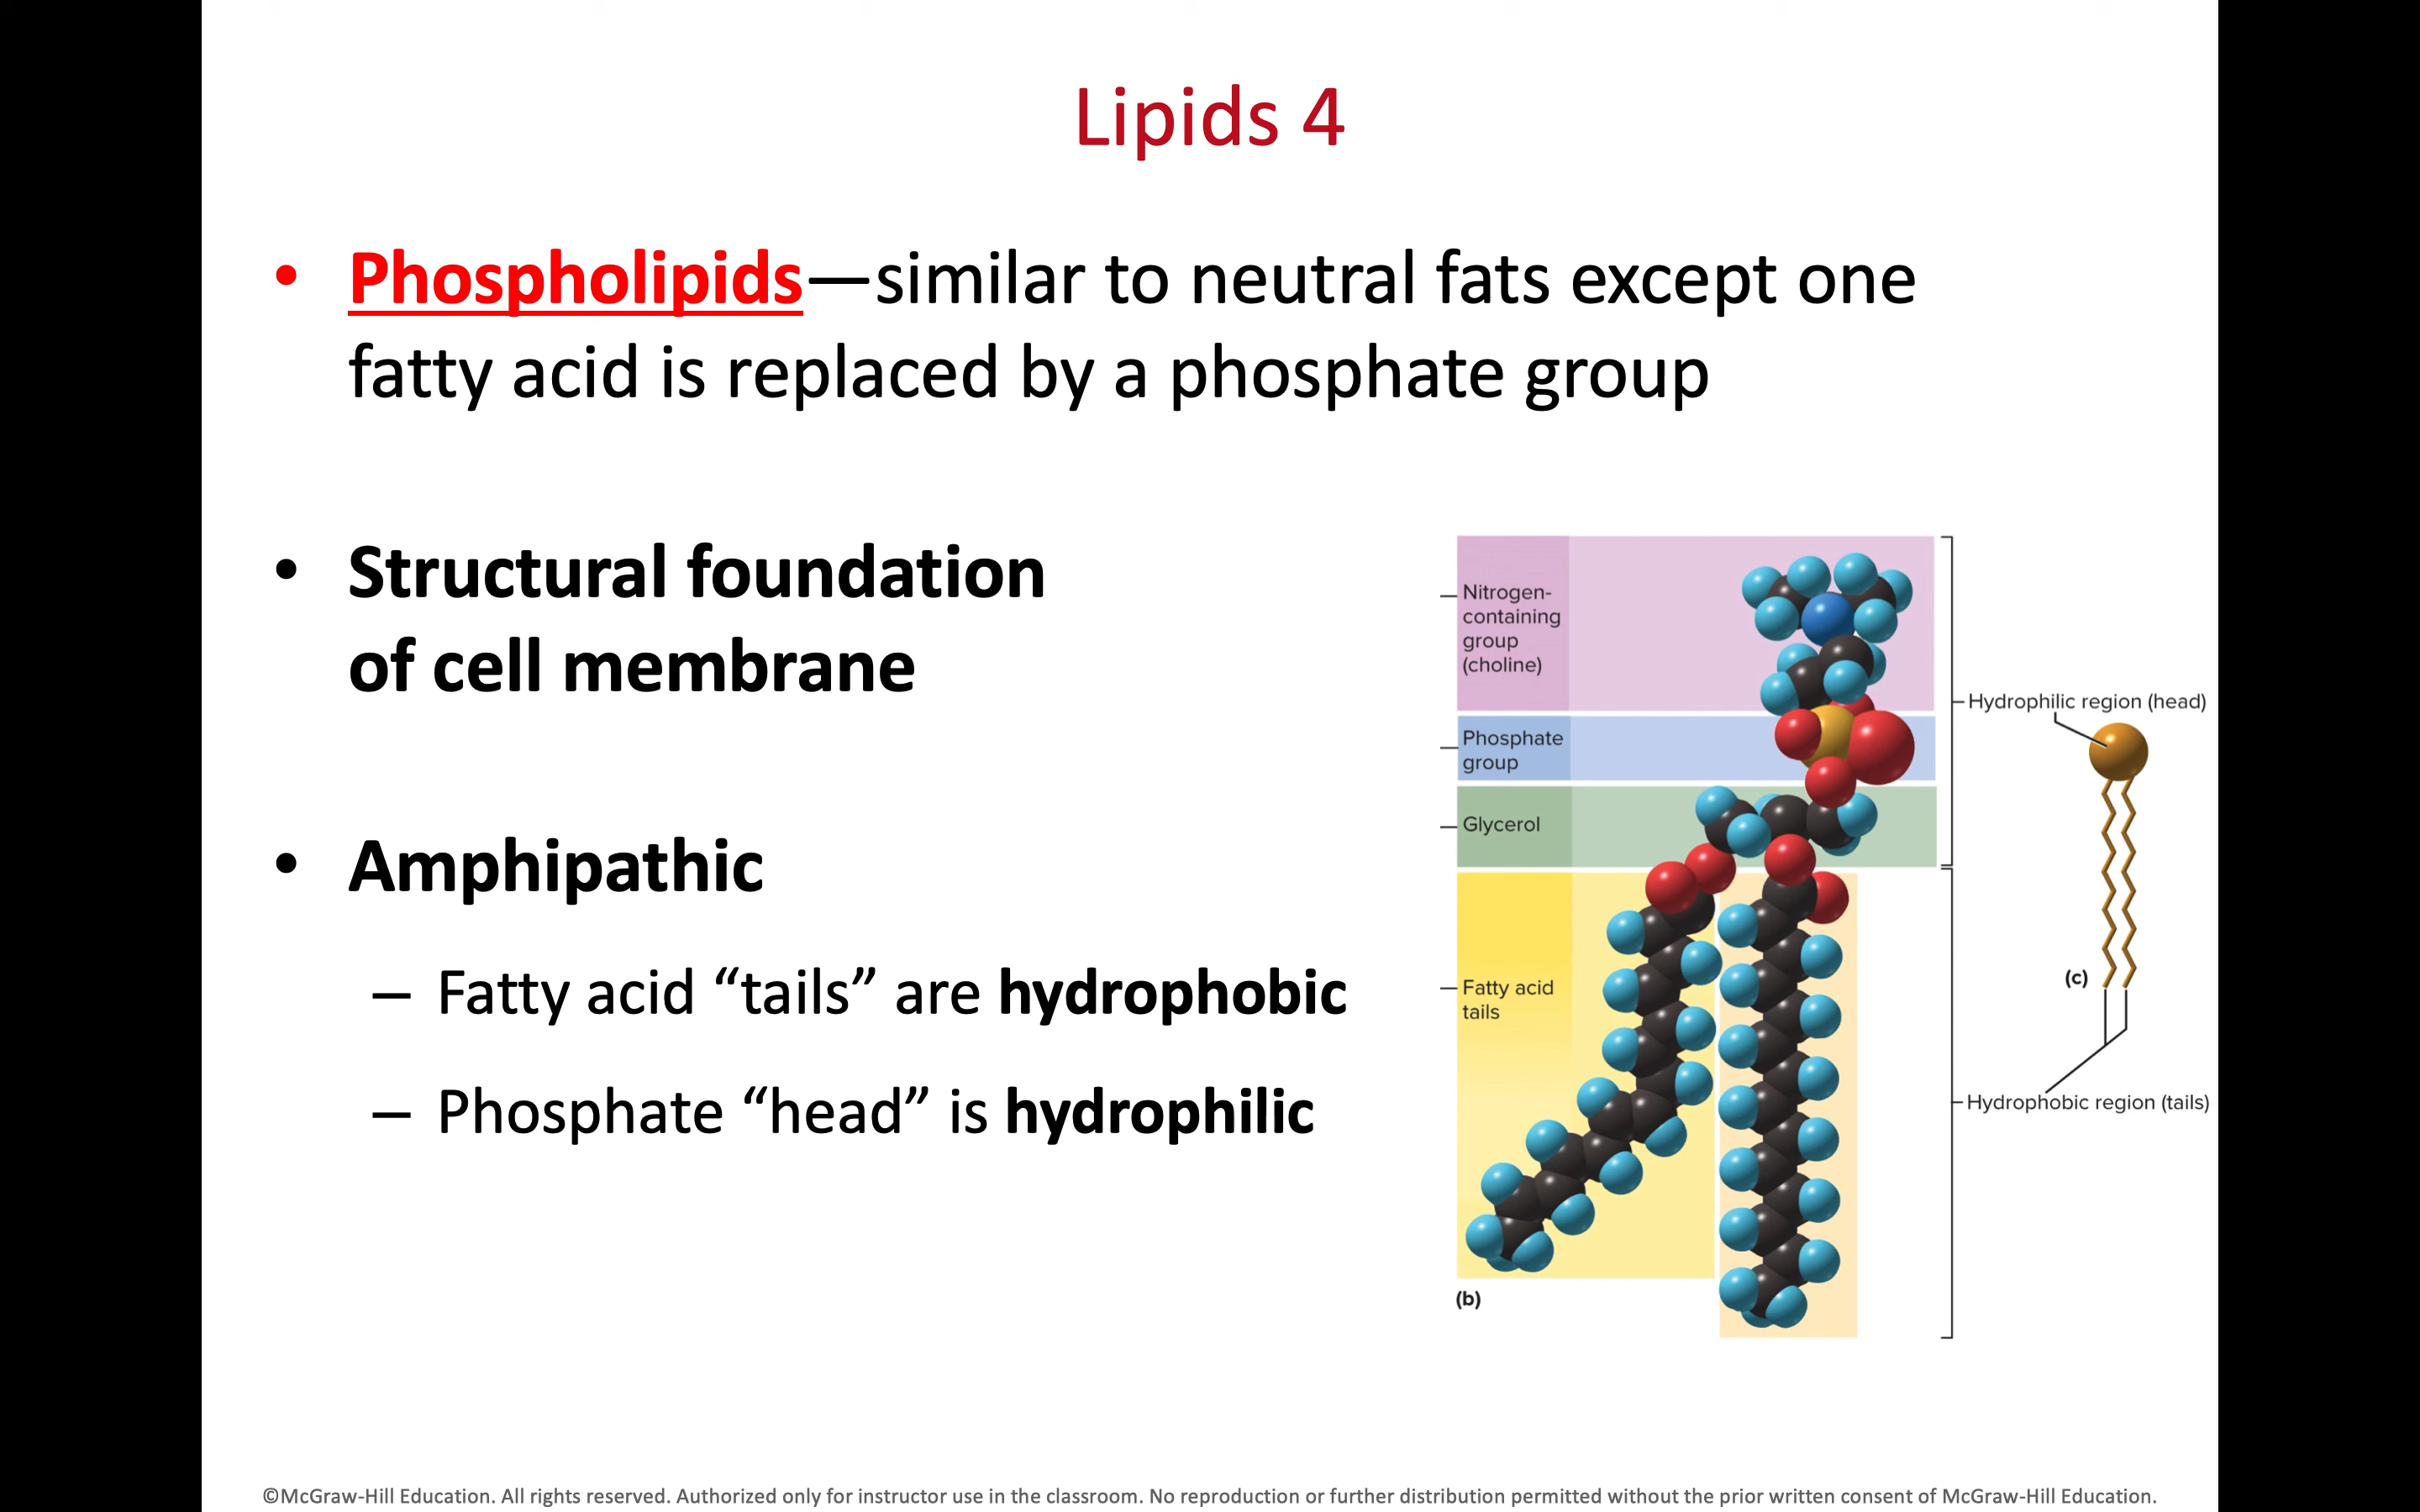 Lipids 4
• Phospholipids—similar to neutral fats except one
fatty acid is replaced by a phosphate group
• Structural foundation
of cell membrane
• Amphipathic
– Fatty acid “tails” are hydrophobic
– Phosphate “head” is hydrophilic
Nitrogen-
containing
group
(choline)
Phosphate
group
Glycerol
Fatty acid
tails
(b)
Hydrophilic region (head)
(c)
Hydrophobic region (tails)
©McGraw-Hill Education. All rights reserved. Authorized only for instructor use in the classroom. No reproduction or further distribution permitted without the prior written consent of McGraw-Hill Education.